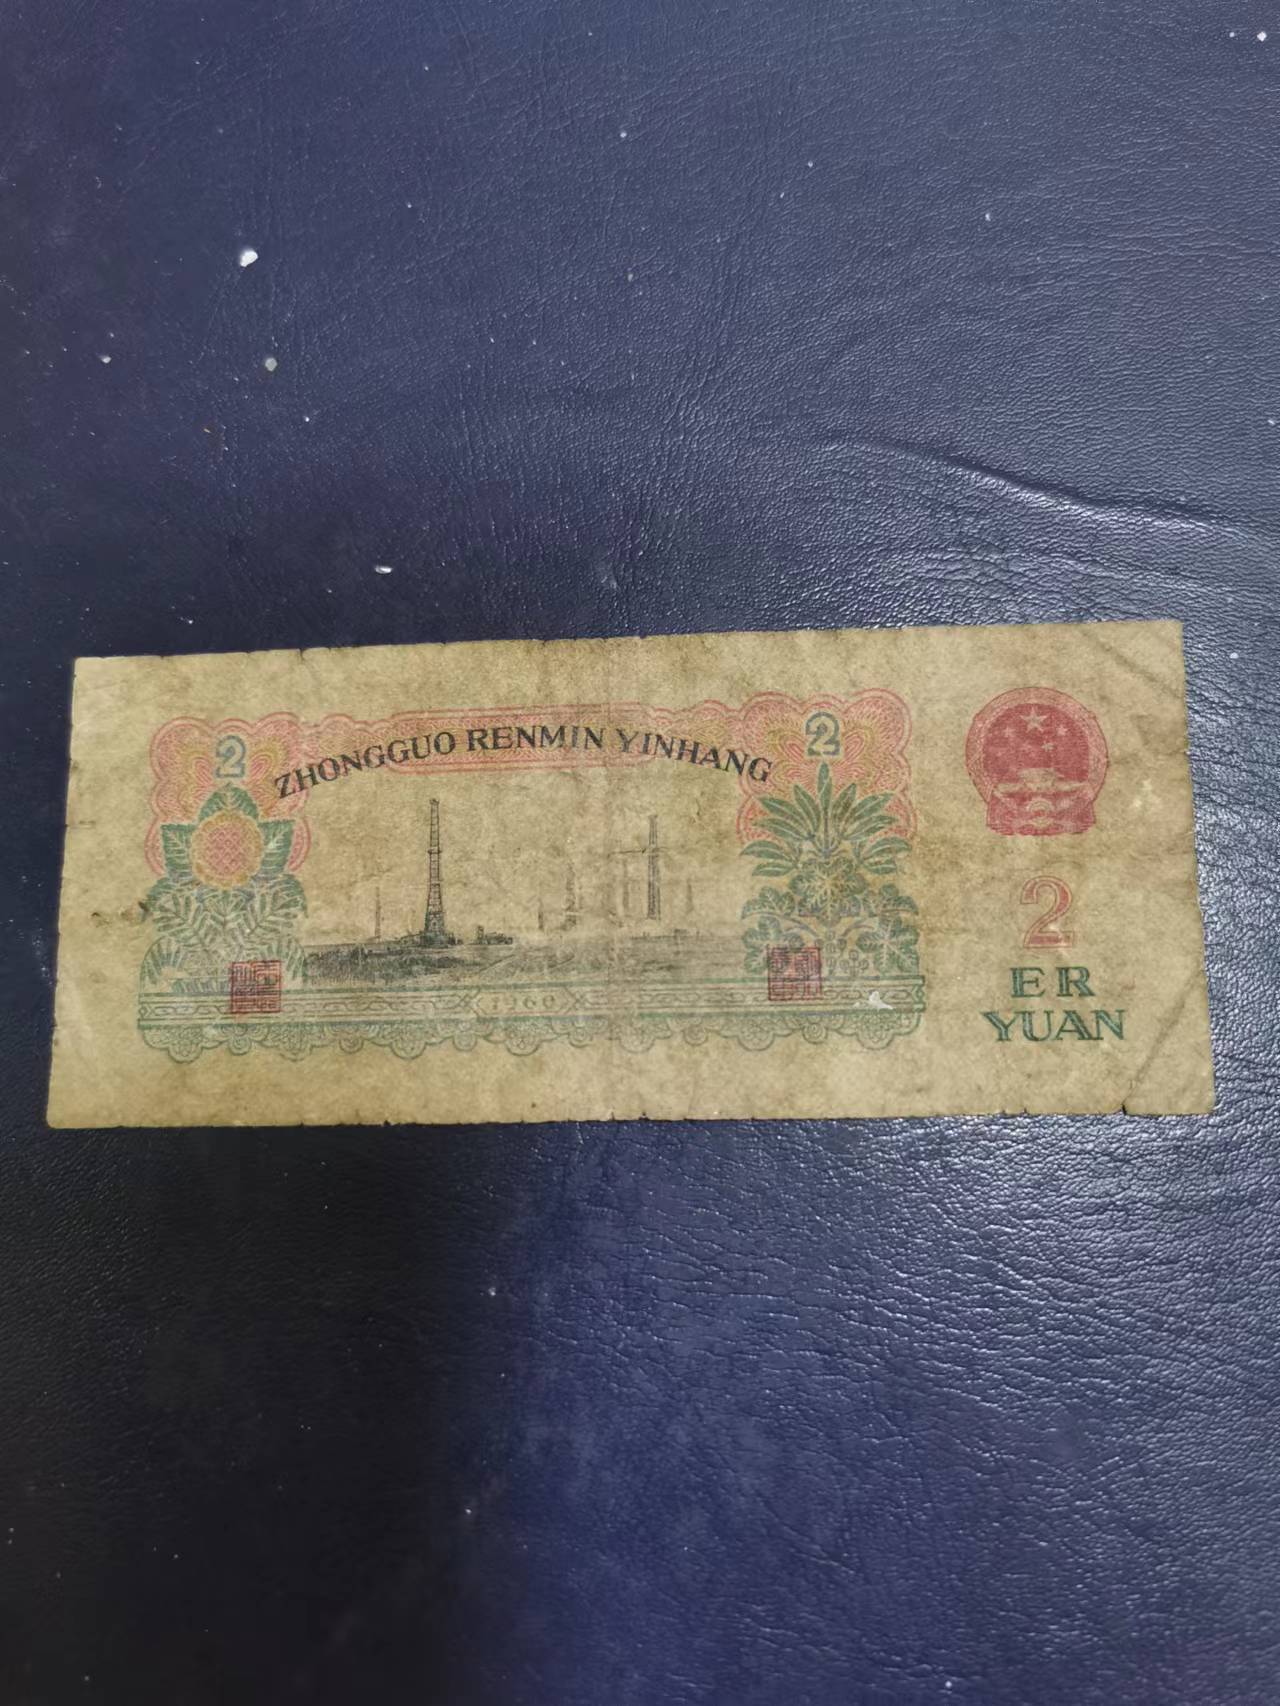 ZHONGGUO RENMIN YINHANG
2
2
2
ER
YUAN
1960